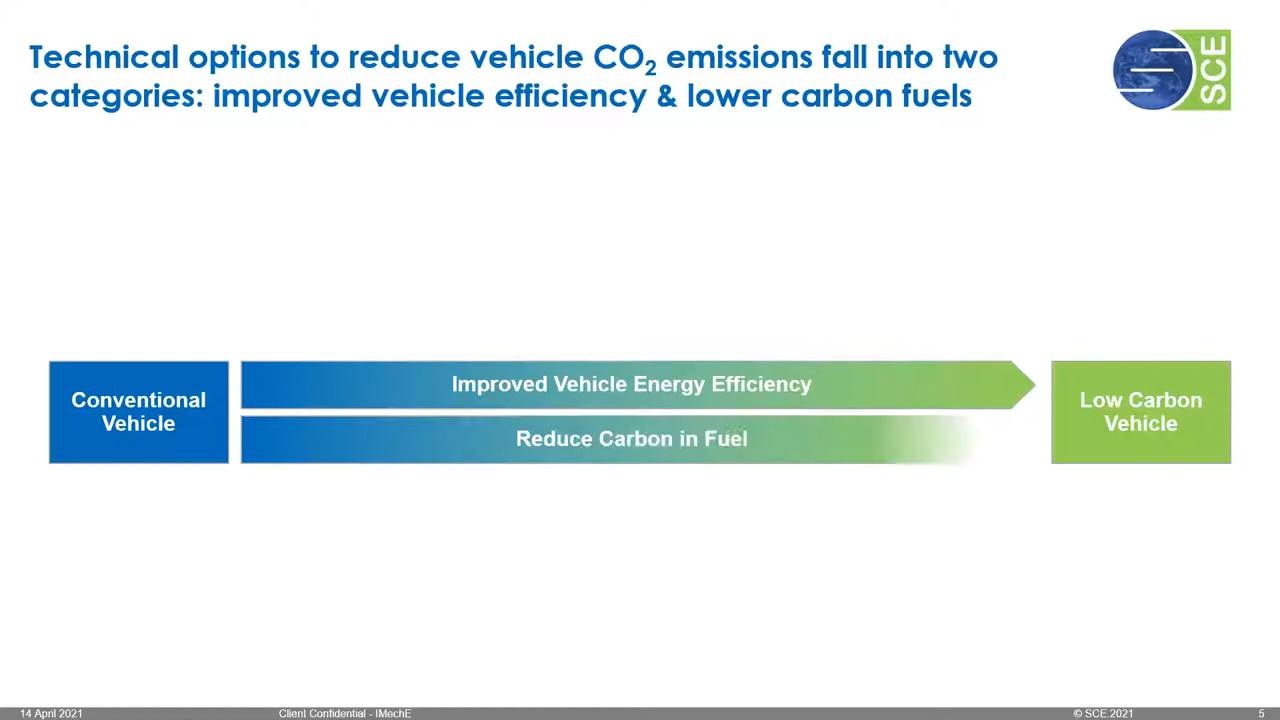 Technical options to reduce vehicle CO₂ emissions fall into two
categories: improved vehicle efficiency & lower carbon fuels
SCE
Conventional
Vehicle
Improved Vehicle Energy Efficiency
Reduce Carbon in Fuel
Low Carbon
Vehicle
14 April 2021
Client Confidential - IMechE
© SCE.2021
5